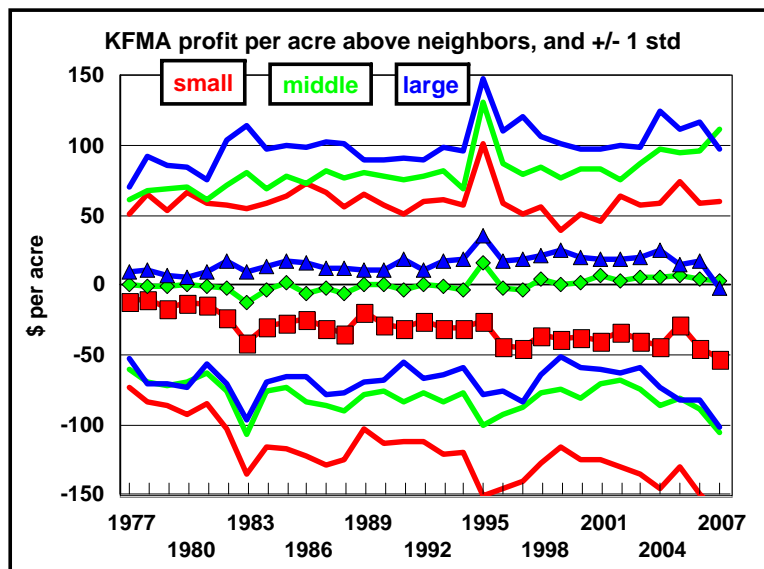 KFMA profit per acre above neighbors, and +/- 1 std
small middle large
$ per acre
150
100
50
0
-50
-100
-150
1977 1983 1989 1995 2001 2007
1980 1986 1992 1998 2004